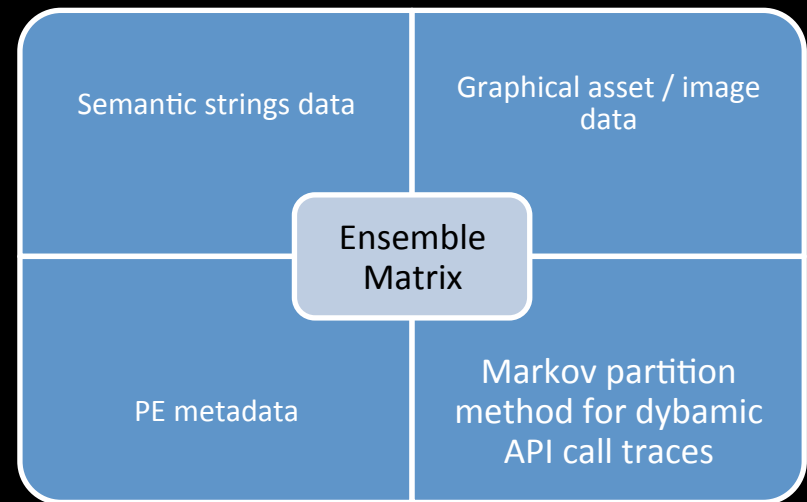 Semantic strings data
Graphical asset / image
data
Ensemble
Matrix
PE metadata
Markov partition
method for dybamic
API call traces